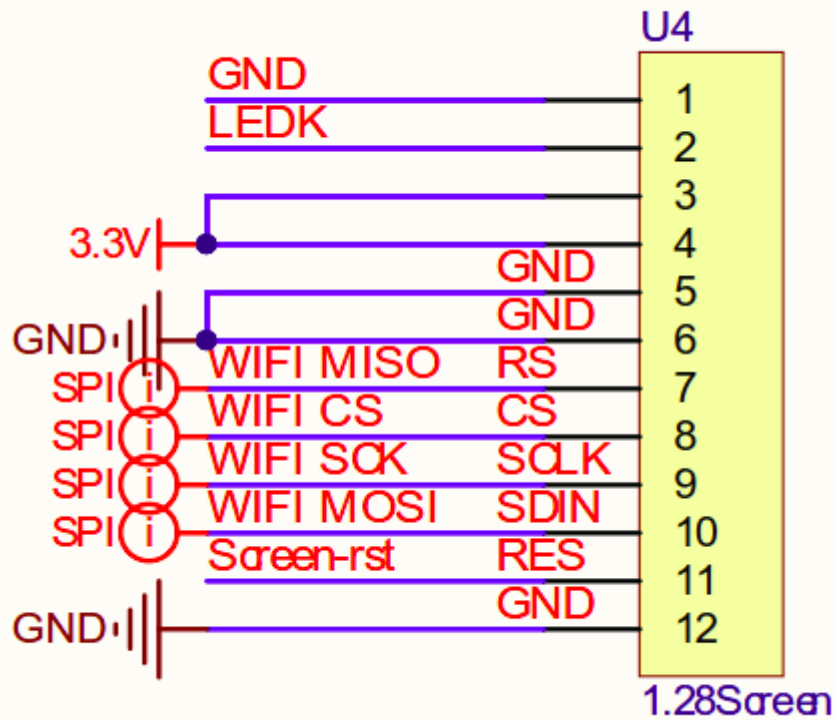 U4
GND
1
LEDK
2
3
3.3V
4
GND
5
GND
GND
6
WIFI MISO RS
SPI i
7
WIFI CS CS
SPI i
8
WIFI SCK SCLK
SPI i
9
WIFI MOSI SDIN
SPI i
10
Screen-rst RES
11
GND
GND
12
1.28Screen